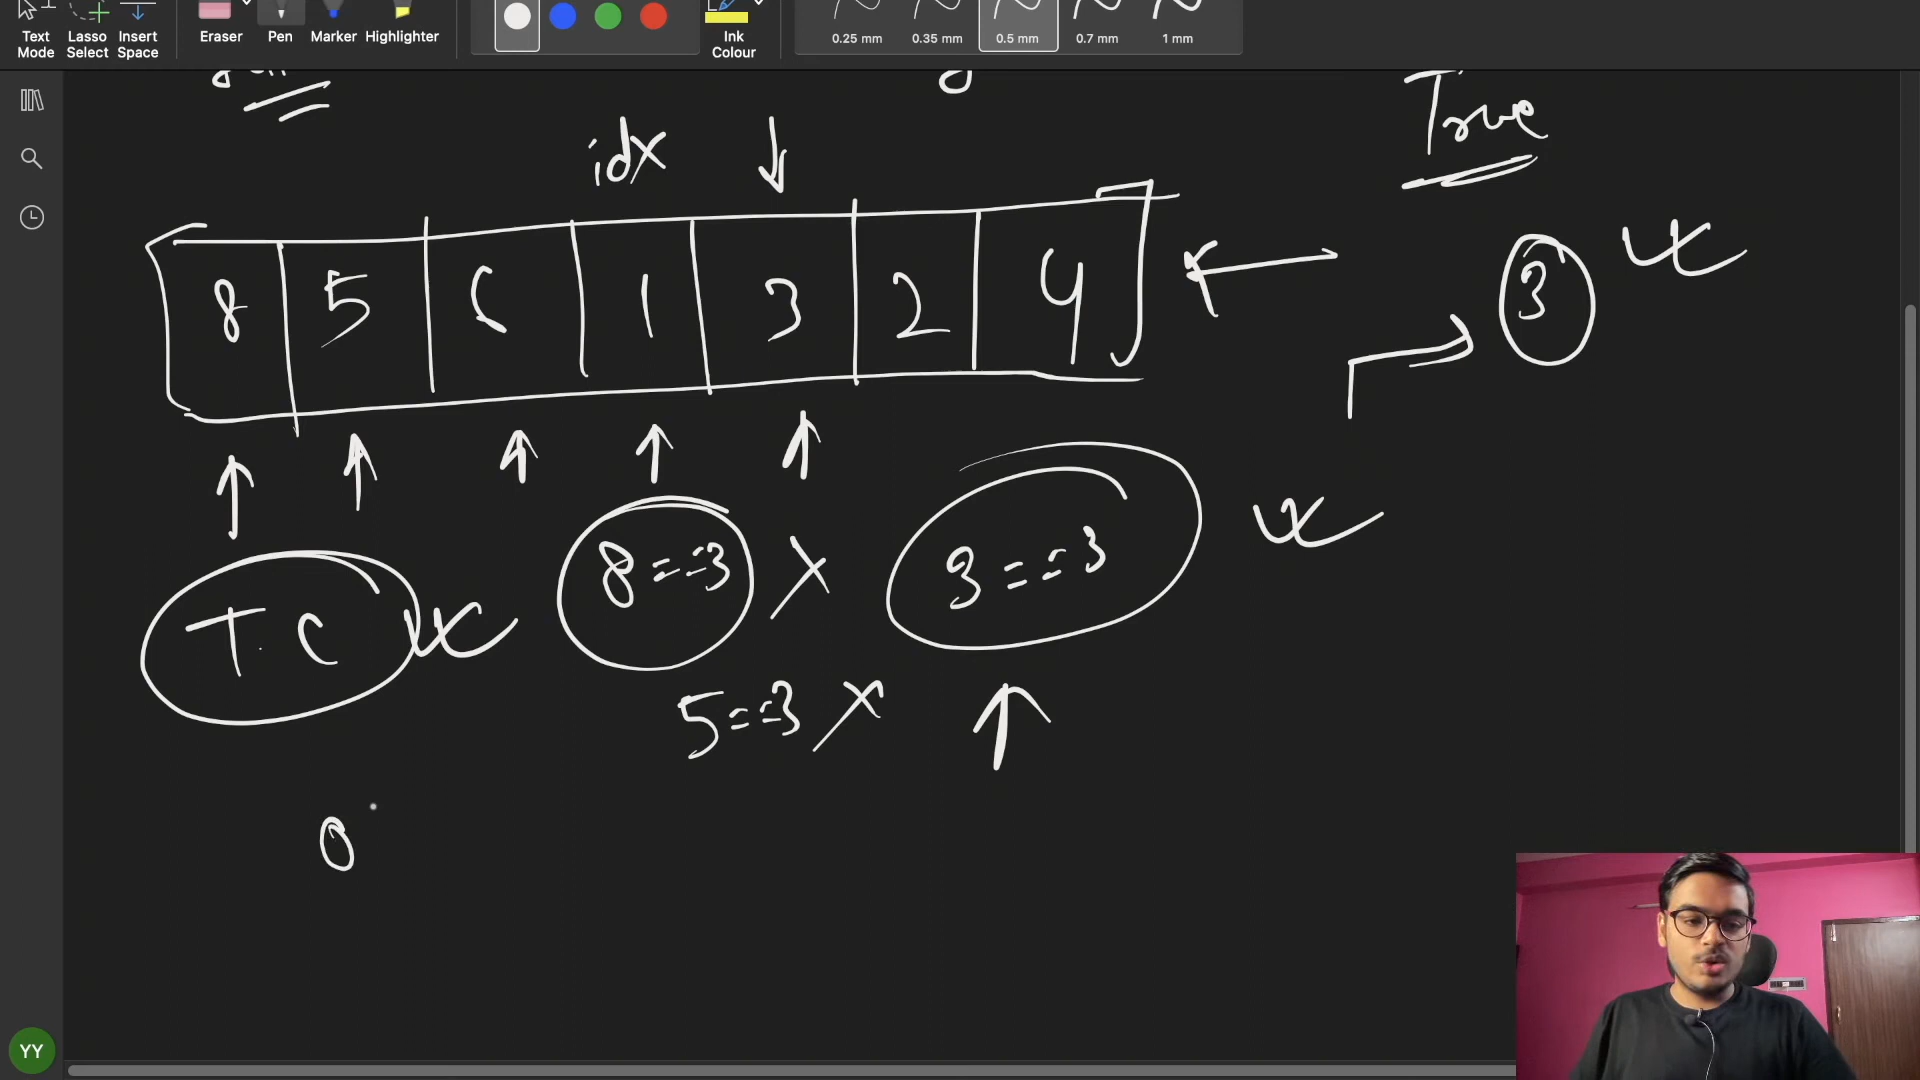 Text Mode
Lasso Select
Insert Space
Eraser
Pen
Marker
Highlighter
Ink Colour
0.25 mm
0.35 mm
0.5 mm
0.7 mm
1 mm
True
idx
8 5 6 1 3 2 4
3
8 == 3 X
3 == 3
T.C
5 == 3 X
0
YY